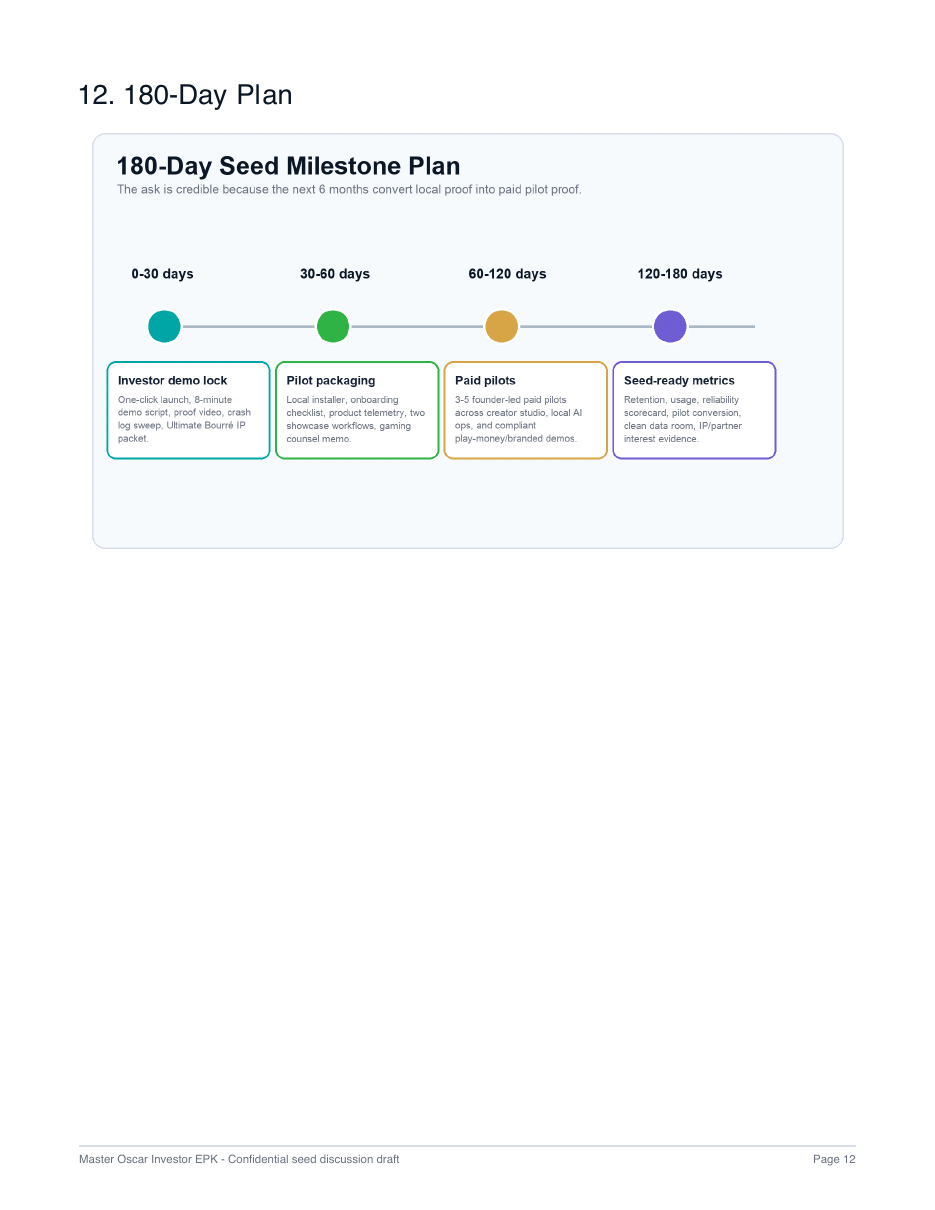 12. 180-Day Plan
180-Day Seed Milestone Plan
The ask is credible because the next 6 months convert local proof into paid pilot proof.
0-30 days
30-60 days
60-120 days
120-180 days
Investor demo lock
One-click launch, 8-minute
demo script, proof video, crash
log sweep, Ultimate Bourré IP
packet.
Pilot packaging
Local installer, onboarding
checklist, product telemetry, two
showcase workflows, gaming
counsel memo.
Paid pilots
3-5 founder-led paid pilots
across creator studio, local AI
ops, and compliant
play-money/branded demos.
Seed-ready metrics
Retention, usage, reliability
scorecard, pilot conversion,
clean data room, IP/partner
interest evidence.
Master Oscar Investor EPK - Confidential seed discussion draft
Page 12